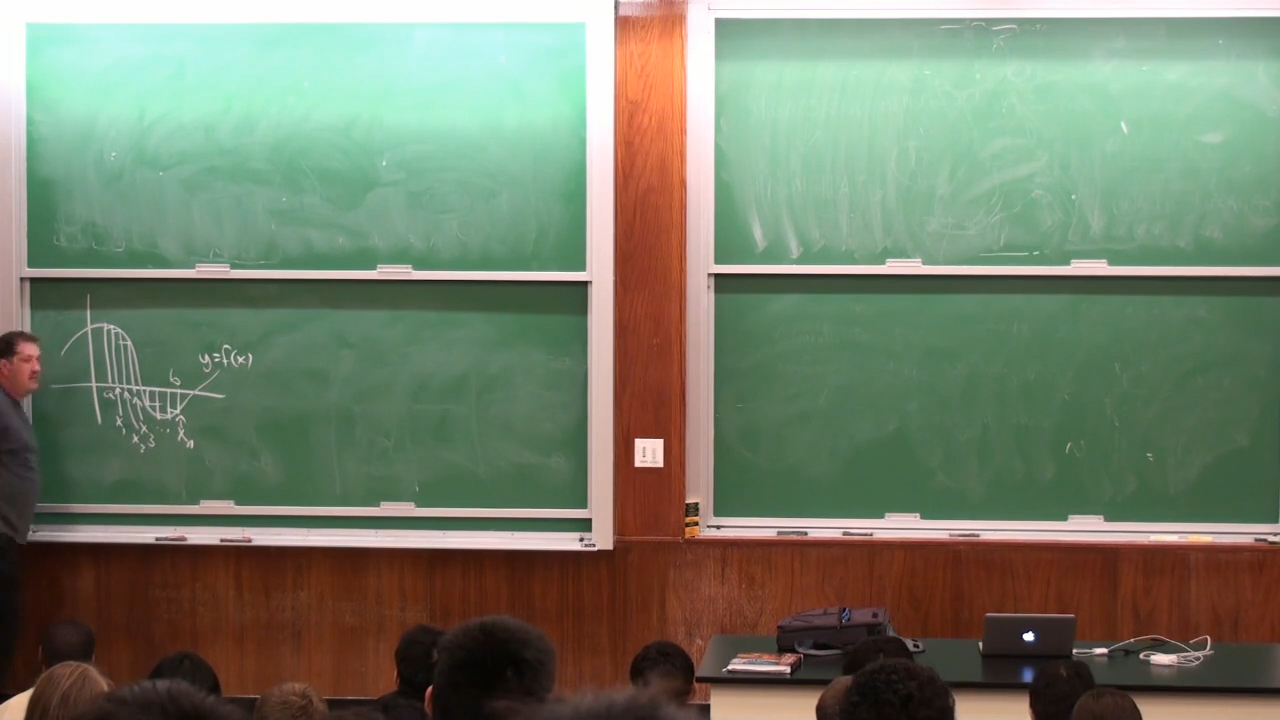 y=f(x)
b
a
x₁ x₂ x₃ ... xₙ